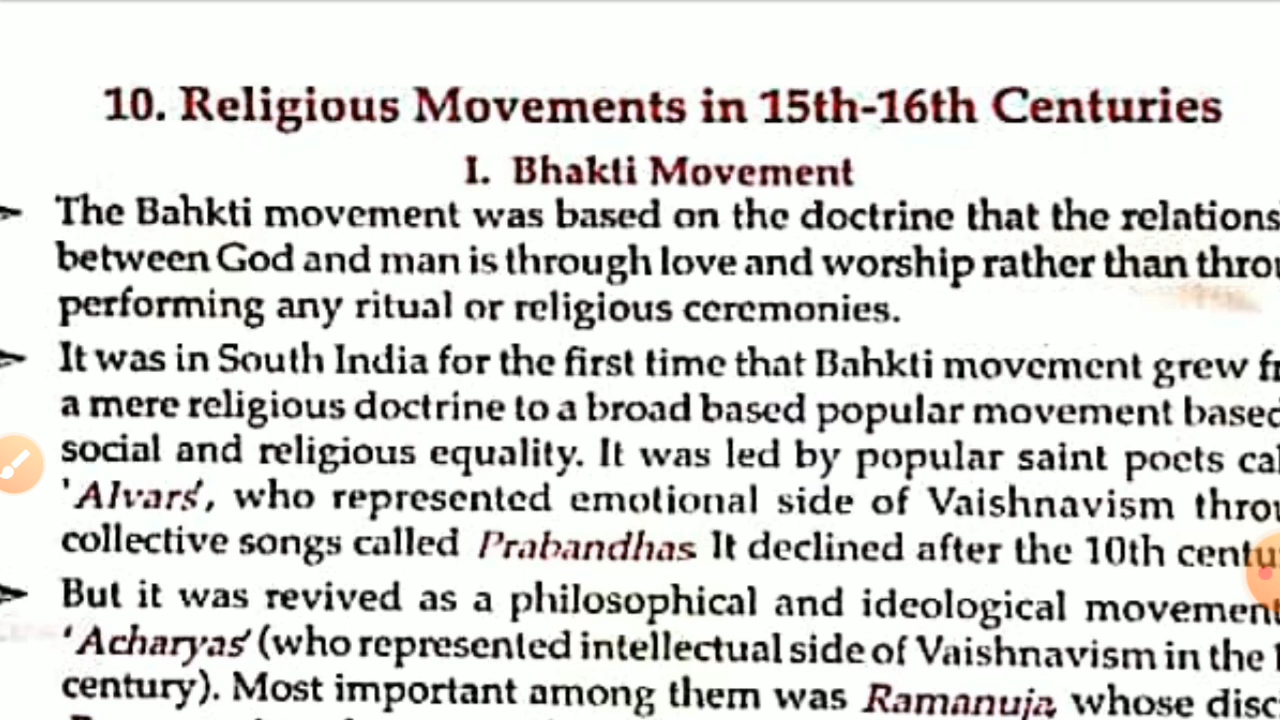 10. Religious Movements in 15th-16th Centuries
I. Bhakti Movement
The Bahkti movement was based on the doctrine that the relations
between God and man is through love and worship rather than throu
performing any ritual or religious ceremonies.
It was in South India for the first time that Bahkti movement grew fr
a mere religious doctrine to a broad based popular movement based
social and religious equality. It was led by popular saint poets cal
'Alvars', who represented emotional side of Vaishnavism throu
collective songs called Prabandhas. It declined after the 10th centu
But it was revived as a philosophical and ideological movement
'Acharyas' (who represented intellectual side of Vaishnavism in the
century). Most important among them was Ramanuja, whose disc